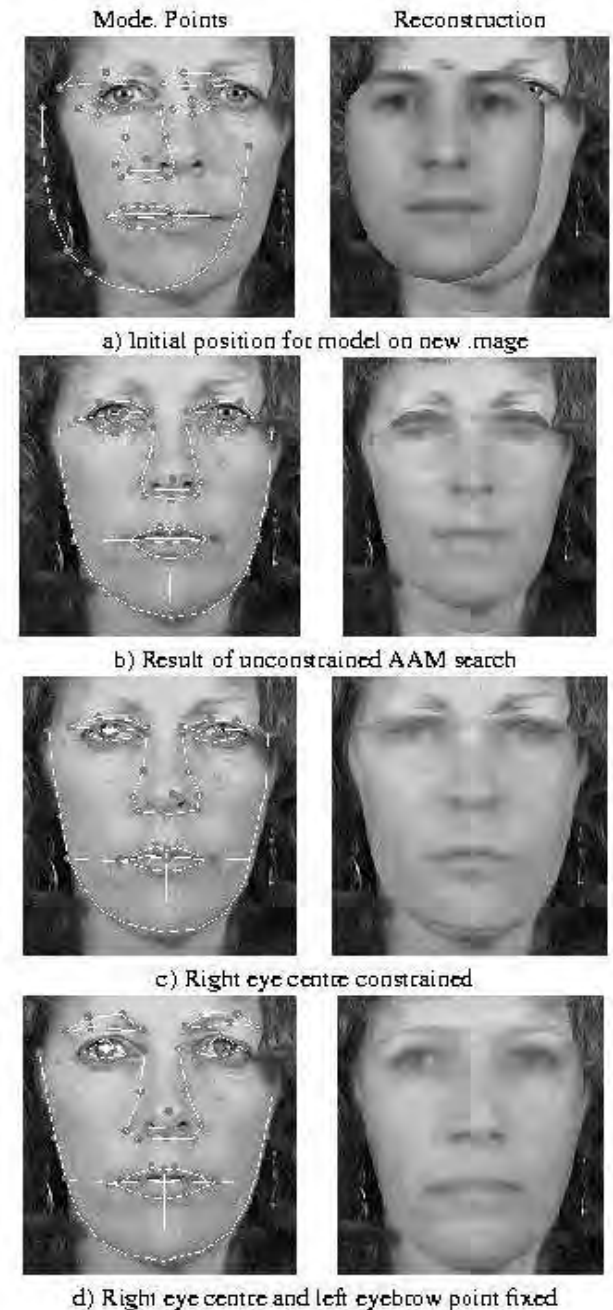 Mode. Points Reconstruction
a) Initial position for model on new .mage
b) Result of unconstrained AAM search
c) Right eye centre constrained
d) Right eye centre and left eyebrow point fixed